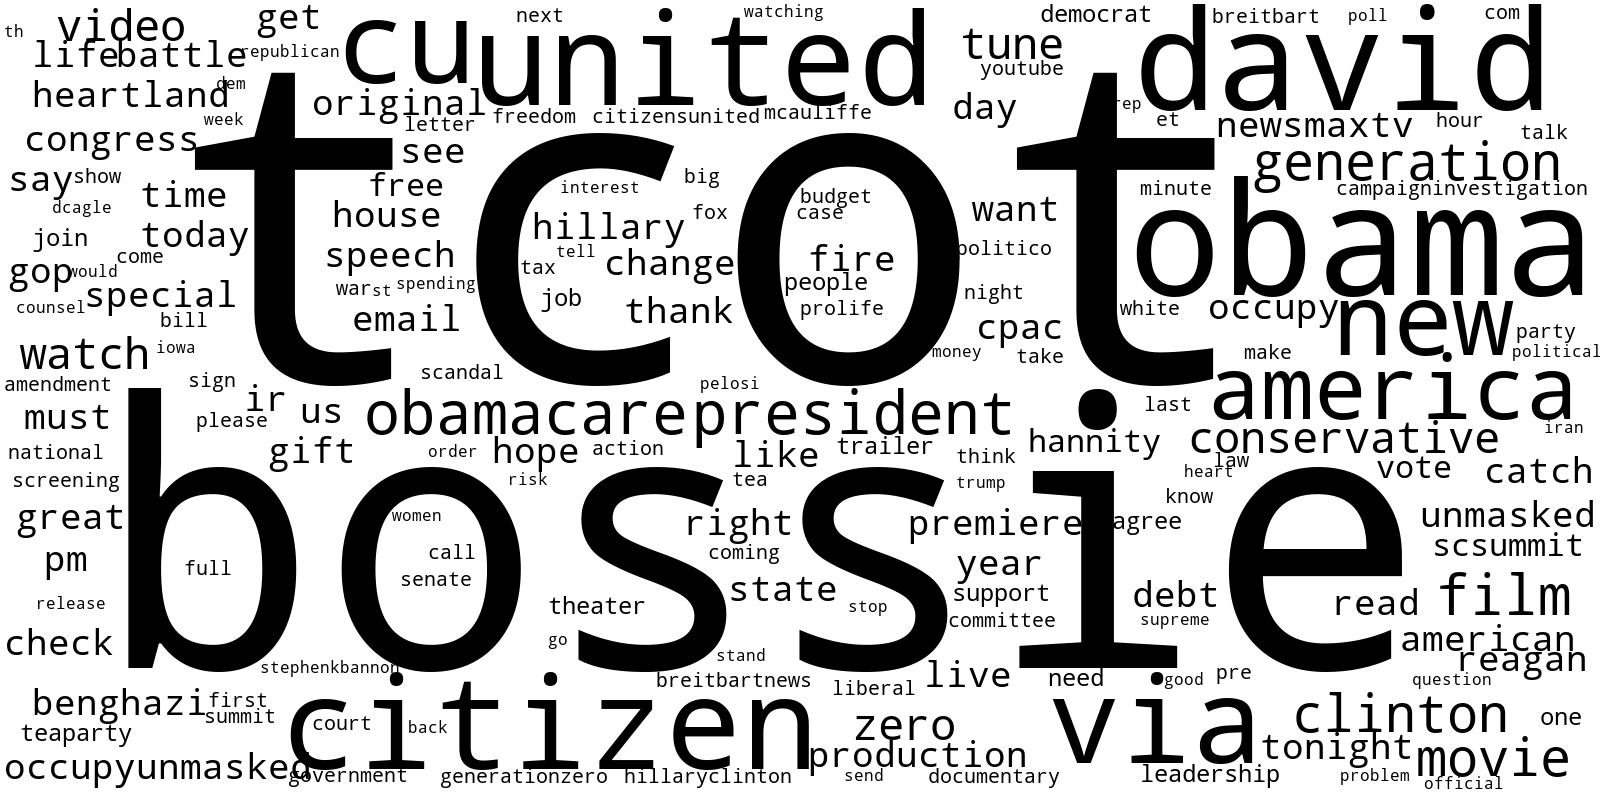 th video get cu united next watching tune democrat david breitbart poll com
life battle republican youtube
heartland dem original day rep
week letter freedom citizensunited mcauliffe et newsmaxtv hour talk
congress see generation
say show time free interest big budget minute campaigninvestigation
dcagle house hillary fox case want obama
join today tcot
gop would come speech tax tell change fire politico
counsel special war st spending job people night
bill email thank prolife white occupy new party
watch iowa cpac money take make political
amendment sign scandal pelosi america
must please ir us obamacare president last
national gift order hope action like trailer hannity conservative iran
screening risk tea think trump heart law vote catch
great women right premiere agree know unmasked
pm full call coming year scsummit
bossie
senate state support debt film
release theater stop committee supreme read
check go stand american
stephenkbannon breitbartnews liberal live need good pre reagan question
benghazi first summit court back citizen zero via clinton one
teaparty production tonight movie
occupyunmasked government generationzero hillaryclinton send documentary leadership problem official